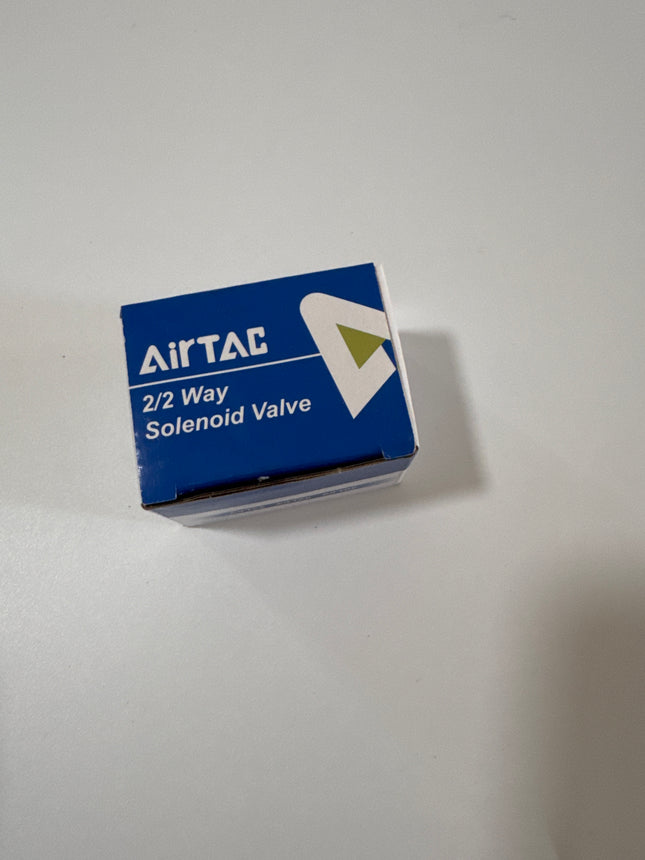 AirTAC
2/2 Way
Solenoid Valve